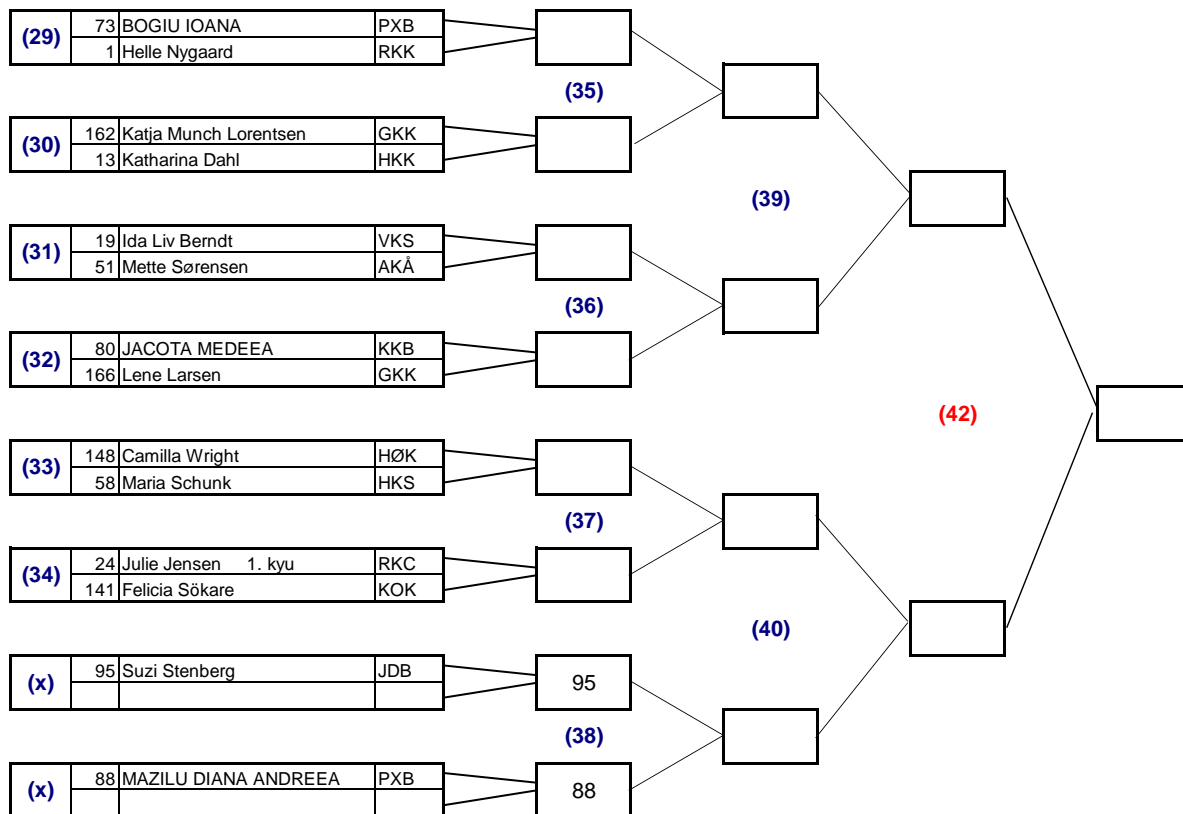 73 BOGIU IOANA PXB
(29)
1 Helle Nygaard RKK
(35)
162 Katja Munch Lorentsen GKK
(30)
13 Katharina Dahl HKK
(39)
19 Ida Liv Berndt VKS
(31)
51 Mette Sørensen AKÅ
(36)
80 JACOTA MEDEEA KKB
(32)
166 Lene Larsen GKK
(42)
148 Camilla Wright HØK
(33)
58 Maria Schunk HKS
(37)
24 Julie Jensen 1. kyu RKC
(34)
141 Felicia Sökare KOK
(40)
95 Suzi Stenberg JDB
(x)
95
(38)
88 MAZILU DIANA ANDREEA PXB
(x)
88